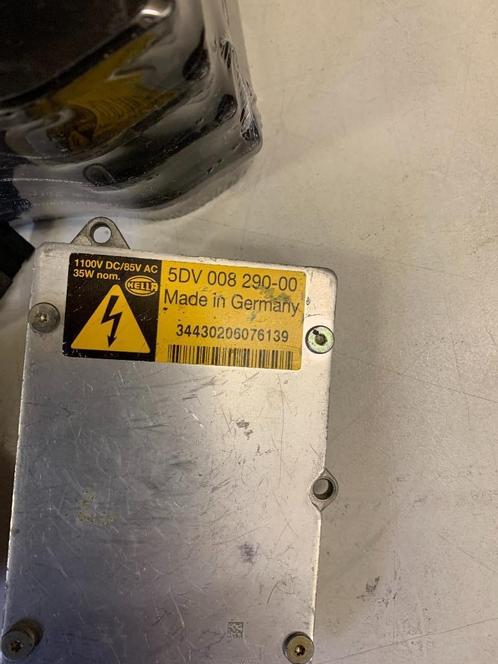 1100V DC/85V AC
35W nom.
HELLA
5DV 008 290-00
Made in Germany
34430206076139